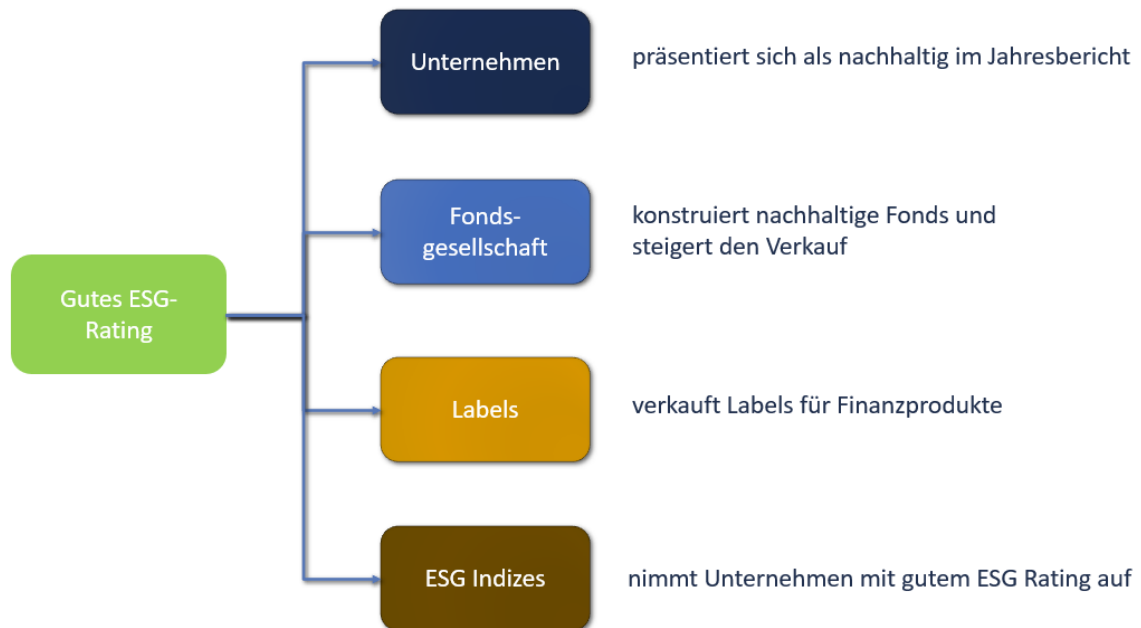 Unternehmen
präsentiert sich als nachhaltig im Jahresbericht
Fonds-
gesellschaft
konstruiert nachhaltige Fonds und
steigert den Verkauf
Gutes ESG-
Rating
Labels
verkauft Labels für Finanzprodukte
ESG Indizes
nimmt Unternehmen mit gutem ESG Rating auf